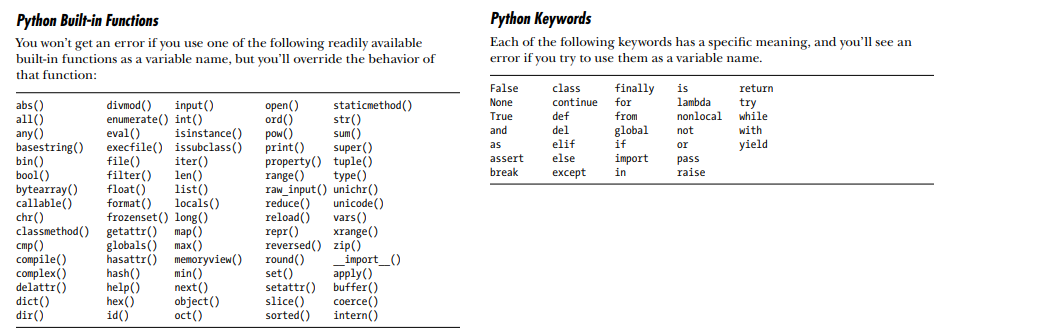 Python Built-in Functions
You won't get an error if you use one of the following readily available
built-in functions as a variable name, but you'll override the behavior of
that function:
abs() divmod() input() open() staticmethod()
all() enumerate() int() ord() str()
any() eval() isinstance() pow() sum()
basestring() execfile() issubclass() print() super()
bin() file() iter() property() tuple()
bool() filter() len() range() type()
bytearray() float() list() raw_input() unichr()
callable() format() locals() reduce() unicode()
chr() frozenset() long() reload() vars()
classmethod() getattr() map() repr() xrange()
cmp() globals() max() reversed() zip()
compile() hasattr() memoryview() round() __import__()
complex() hash() min() set() apply()
delattr() help() next() setattr() buffer()
dict() hex() object() slice() coerce()
dir() id() oct() sorted() intern()
Python Keywords
Each of the following keywords has a specific meaning, and you'll see an
error if you try to use them as a variable name.
False class finally is return
None continue for lambda try
True def from nonlocal while
and del global not with
as elif if or yield
assert else import pass
break except in raise